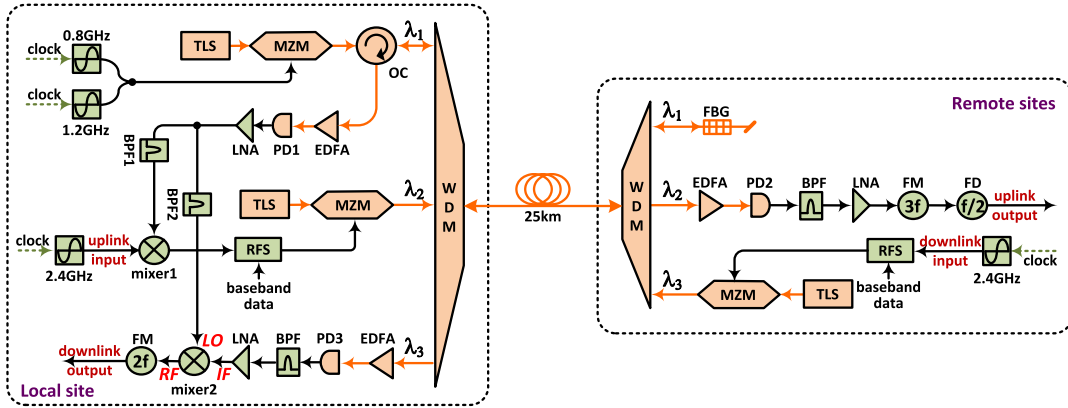 0.8GHz
clock
TLS
MZM
OC
λ1
clock
1.2GHz
LNA
PD1
EDFA
BPF1
BPF2
TLS
MZM
λ2
clock
2.4GHz
uplink
input
mixer1
RFS
baseband
data
W
D
M
downlink
output
FM
2f
RF
mixer2
LO
IF
LNA
BPF
PD3
EDFA
λ3
Local site
25km
Remote sites
W
D
M
λ1
FBG
λ2
EDFA
PD2
BPF
LNA
FM
3f
FD
f/2
uplink
output
RFS
downlink
input
2.4GHz
clock
baseband
data
λ3
MZM
TLS